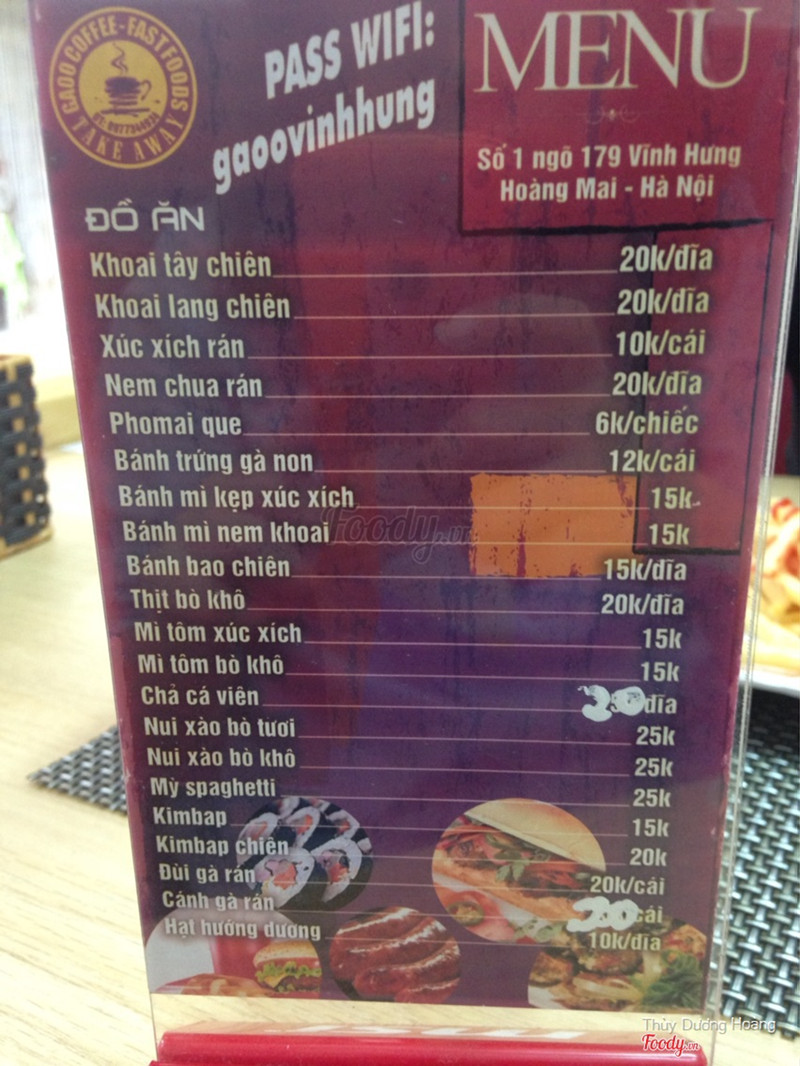 GAOO COFFEE - FASTFOODS
TAKE AWAY
PASS WIFI:
gaoovinhhung
MENU
Số 1 ngõ 179 Vĩnh Hưng
Hoàng Mai - Hà Nội
ĐỒ ĂN
Khoai tây chiên 20k/đĩa
Khoai lang chiên 20k/đĩa
Xúc xích rán 10k/cái
Nem chua rán 20k/đĩa
Phomai que 6k/chiếc
Bánh trứng gà non 12k/cái
Bánh mì kẹp xúc xích 15k
Bánh mì nem khoai 15k
Bánh bao chiên 15k/đĩa
Thịt bò khô 20k/đĩa
Mì tôm xúc xích 15k
Mì tôm bò khô 15k
Chả cá viên 30 đĩa
Nui xào bò tươi 25k
Nui xào bò khô 25k
Mỳ spaghetti 25k
Kimbap 15k
Kimbap chiên 20k
Đùi gà rán 20k/cái
Cánh gà rán 200 cái
Hạt hướng dương 10k/đĩa
Foody.vn
Thùy Dương Hoang
Foody.vn